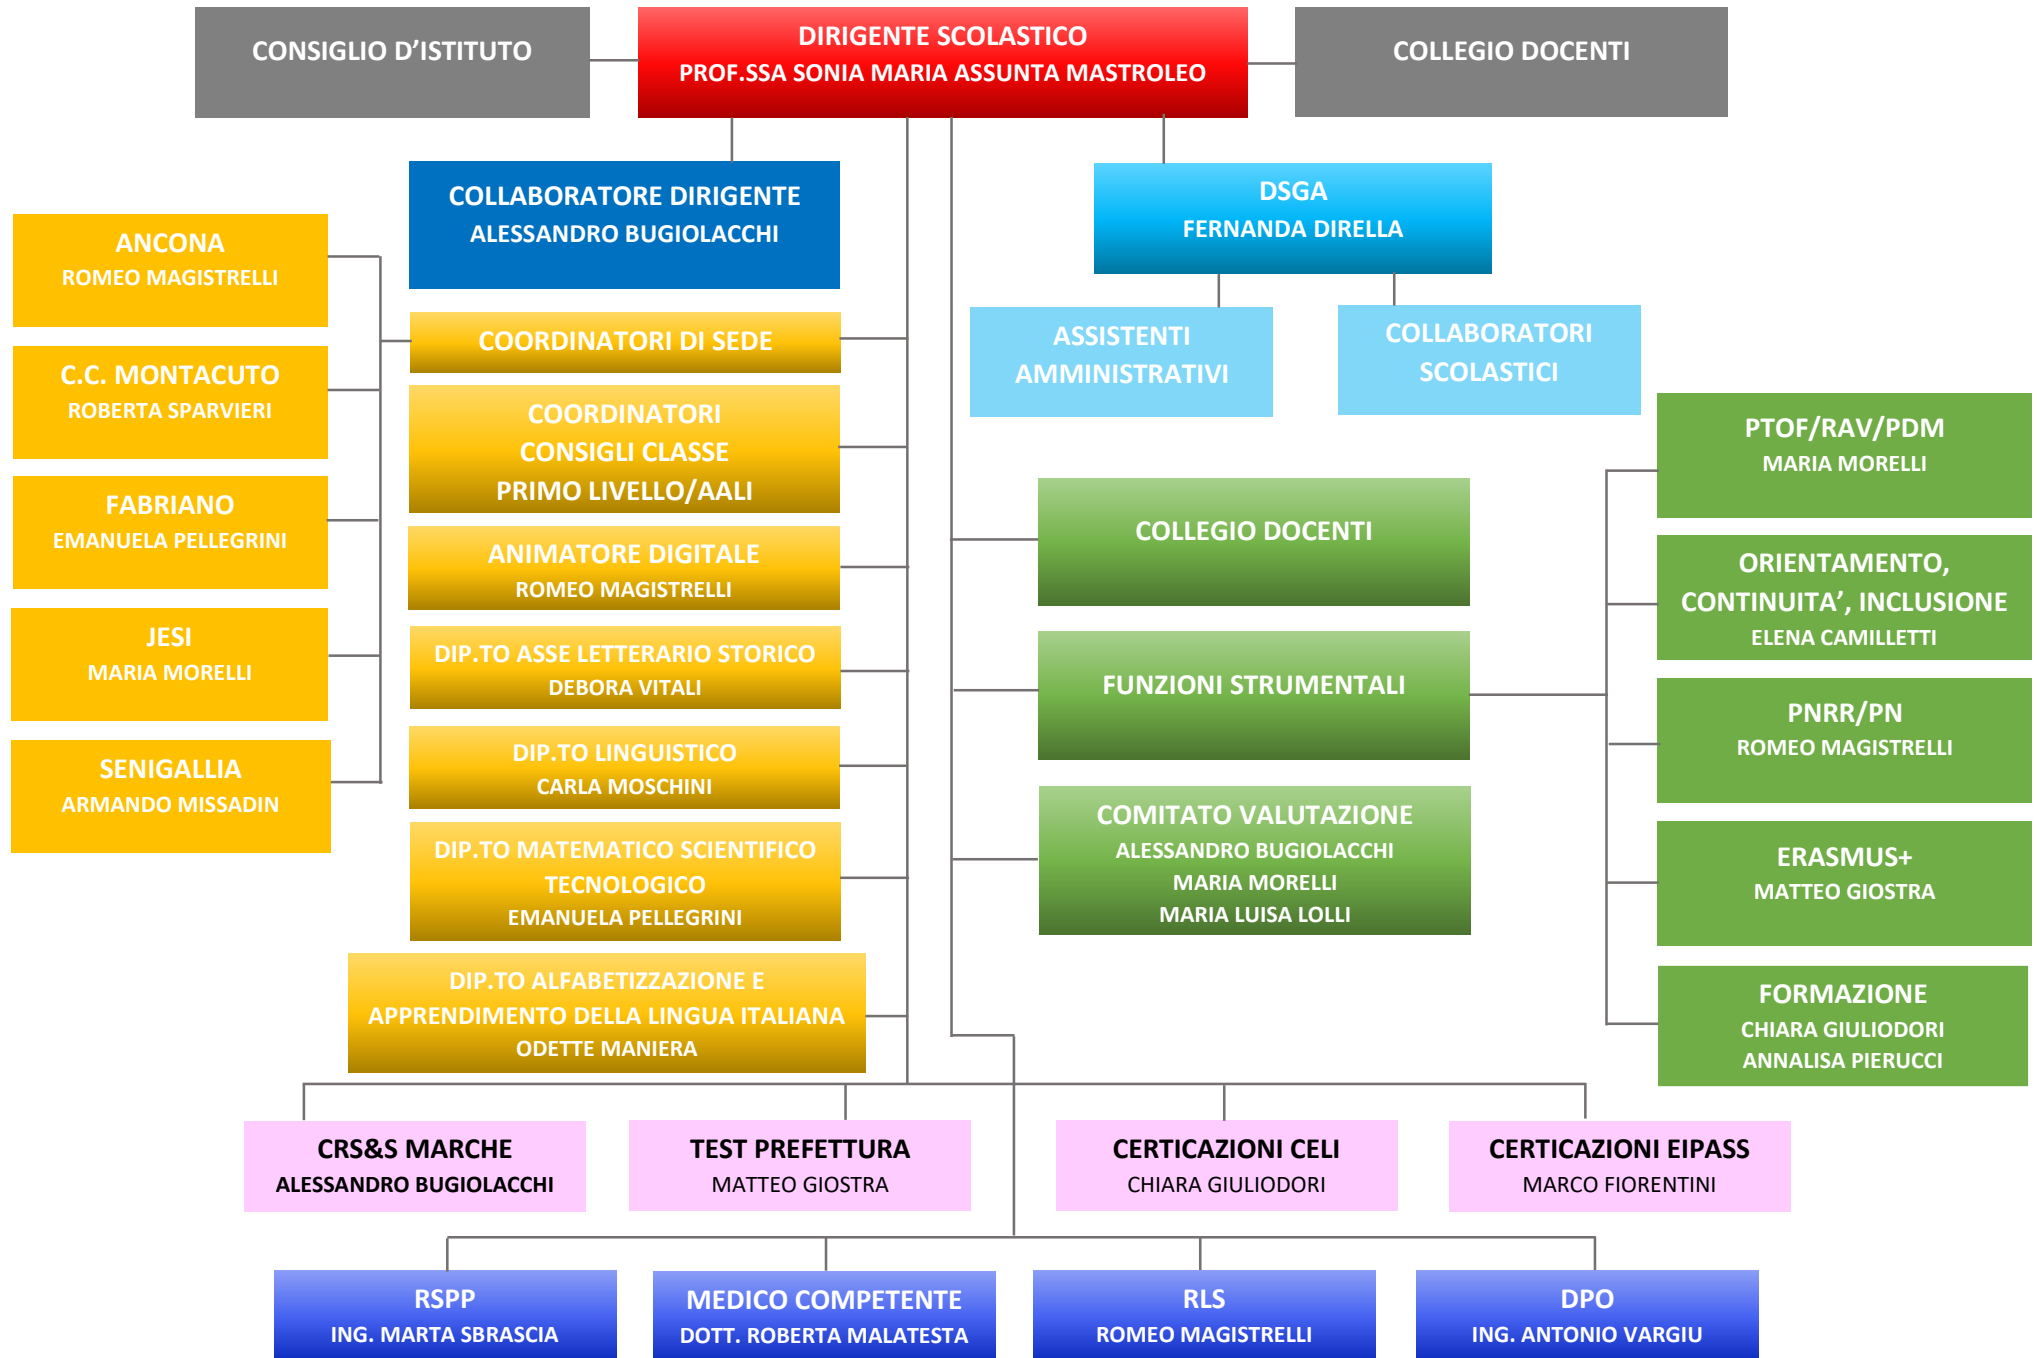 CONSIGLIO D’ISTITUTO
DIRIGENTE SCOLASTICO
PROF.SSA SONIA MARIA ASSUNTA MASTROLEO
COLLEGIO DOCENTI
COLLABORATORE DIRIGENTE
ALESSANDRO BUGIOLACCHI
DSGA
FERNANDA DIRELLA
ASSISTENTI
AMMINISTRATIVI
COLLABORATORI
SCOLASTICI
ANCONA
ROMEO MAGISTRELLI
C.C. MONTACUTO
ROBERTA SPARVIERI
FABRIANO
EMANUELA PELLEGRINI
JESI
MARIA MORELLI
SENIGALLIA
ARMANDO MISSADIN
COORDINATORI DI SEDE
COORDINATORI
CONSIGLI CLASSE
PRIMO LIVELLO/AALI
ANIMATORE DIGITALE
ROMEO MAGISTRELLI
DIP.TO ASSE LETTERARIO STORICO
DEBORA VITALI
DIP.TO LINGUISTICO
CARLA MOSCHINI
DIP.TO MATEMATICO SCIENTIFICO
TECNOLOGICO
EMANUELA PELLEGRINI
DIP.TO ALFABETIZZAZIONE E
APPRENDIMENTO DELLA LINGUA ITALIANA
ODETTE MANIERA
COLLEGIO DOCENTI
FUNZIONI STRUMENTALI
COMITATO VALUTAZIONE
ALESSANDRO BUGIOLACCHI
MARIA MORELLI
MARIA LUISA LOLLI
PTOF/RAV/PDM
MARIA MORELLI
ORIENTAMENTO,
CONTINUITA’, INCLUSIONE
ELENA CAMILLETTI
PNRR/PN
ROMEO MAGISTRELLI
ERASMUS+
MATTEO GIOSTRA
FORMAZIONE
CHIARA GIULIODORI
ANNALISA PIERUCCI
CRS&S MARCHE
ALESSANDRO BUGIOLACCHI
TEST PREFETTURA
MATTEO GIOSTRA
CERTICAZIONI CELI
CHIARA GIULIODORI
CERTICAZIONI EIPASS
MARCO FIORENTINI
RSPP
ING. MARTA SBRASCIA
MEDICO COMPETENTE
DOTT. ROBERTA MALATESTA
RLS
ROMEO MAGISTRELLI
DPO
ING. ANTONIO VARGIU